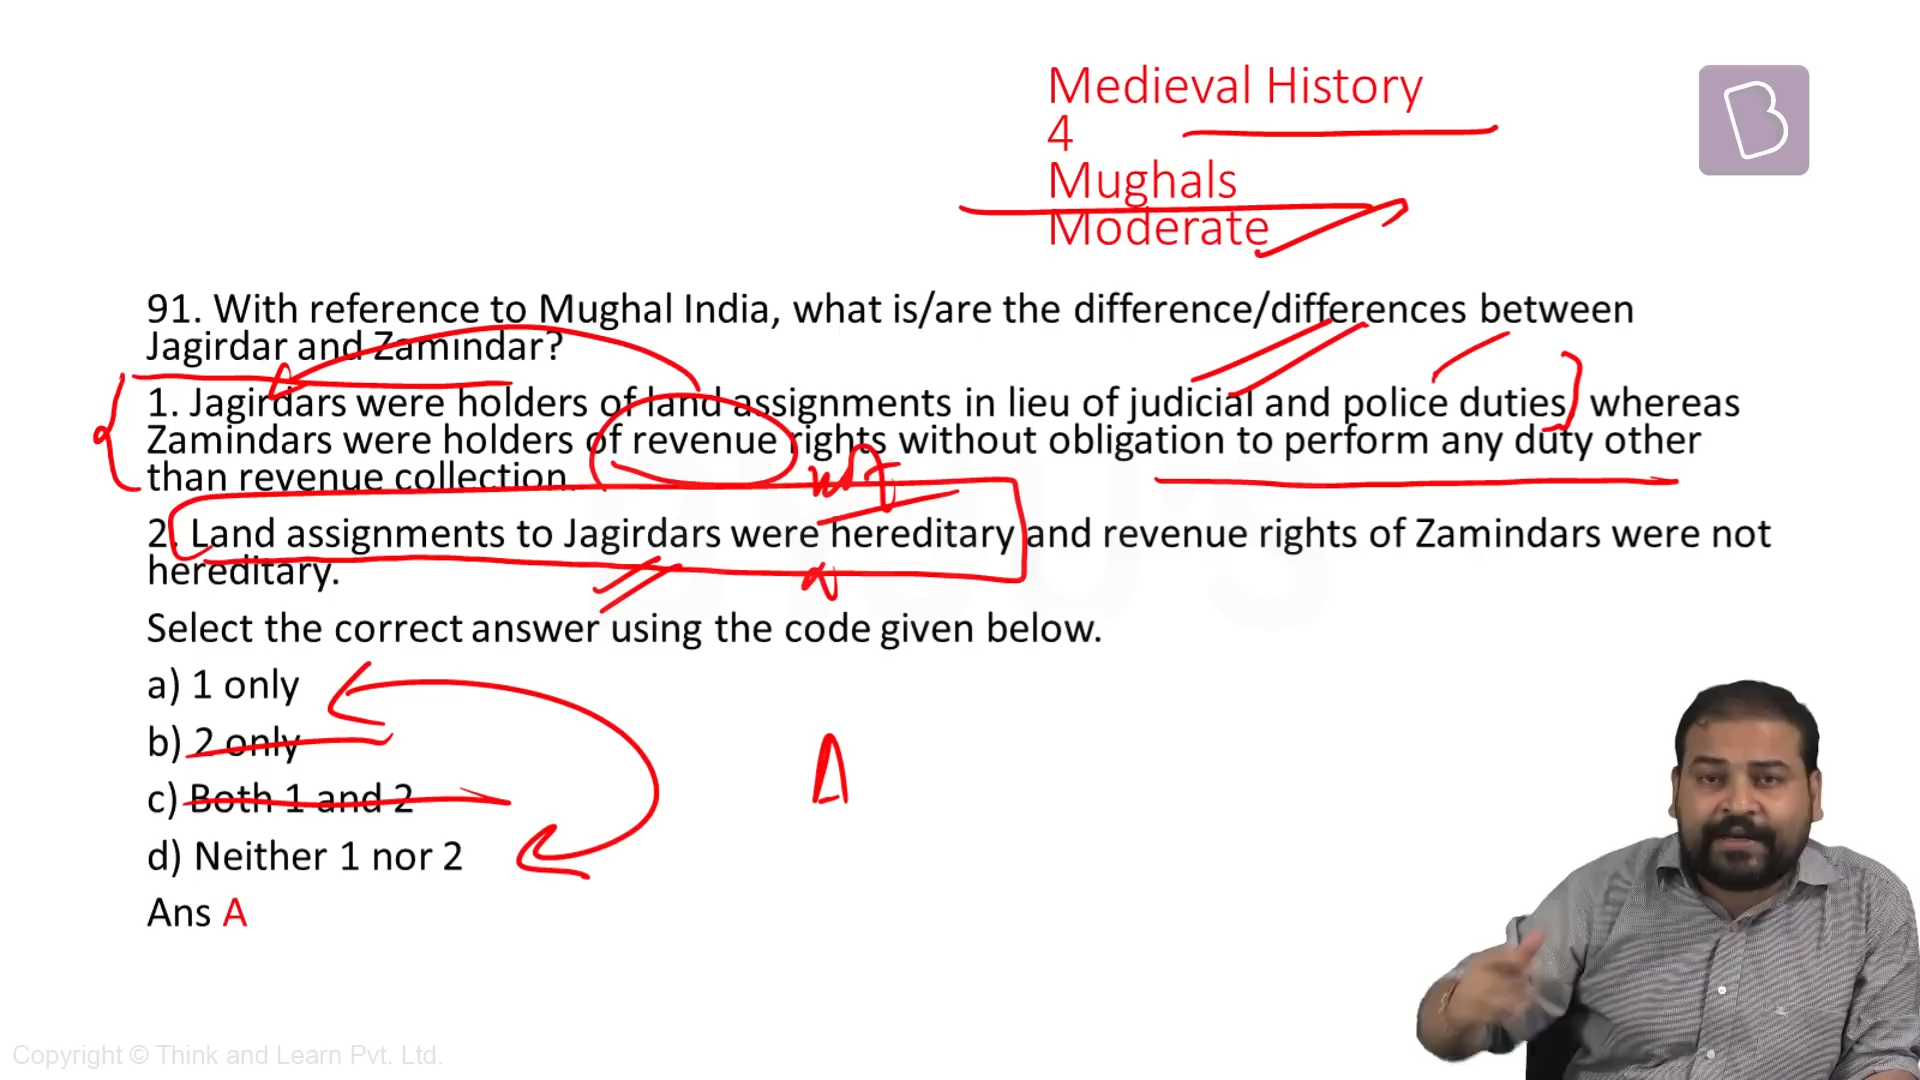 Medieval History
4
Mughals
Moderate
B
91. With reference to Mughal India, what is/are the difference/differences between
Jagirdar and Zamindar?
1. Jagirdars were holders of land assignments in lieu of judicial and police duties whereas
Zamindars were holders of revenue rights without obligation to perform any duty other
than revenue collection.
not
2. Land assignments to Jagirdars were hereditary and revenue rights of Zamindars were not
hereditary.
Select the correct answer using the code given below.
a) 1 only
b) 2 only
c) Both 1 and 2
A
d) Neither 1 nor 2
Ans A
Copyright © Think and Learn Pvt. Ltd.